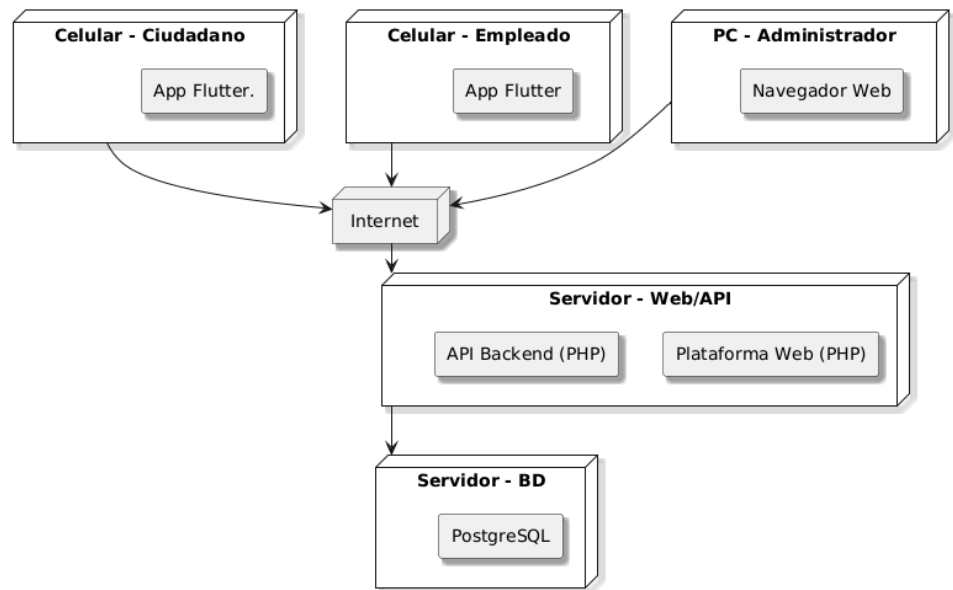 Celular - Ciudadano
App Flutter.
Celular - Empleado
App Flutter
PC - Administrador
Navegador Web
Internet
Servidor - Web/API
API Backend (PHP)
Plataforma Web (PHP)
Servidor - BD
PostgreSQL